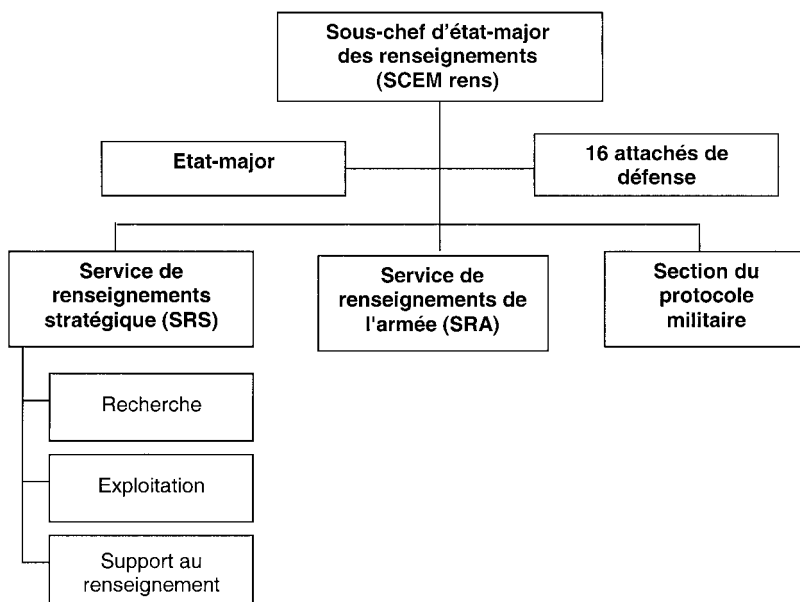 Sous-chef d'état-major
des renseignements
(SCEM rens)
Etat-major
16 attachés de
défense
Service de
renseignements
stratégique (SRS)
Service de
renseignements de
l'armée (SRA)
Section du
protocole
militaire
Recherche
Exploitation
Support au
renseignement